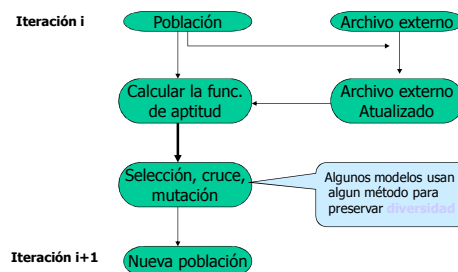 Iteración i
Población
Archivo externo
Calcular la func.
de aptitud
Archivo externo
Atualizado
Selección, cruce,
mutación
Algunos modelos usan
algun método para
preservar diversidad
Iteración i+1
Nueva población